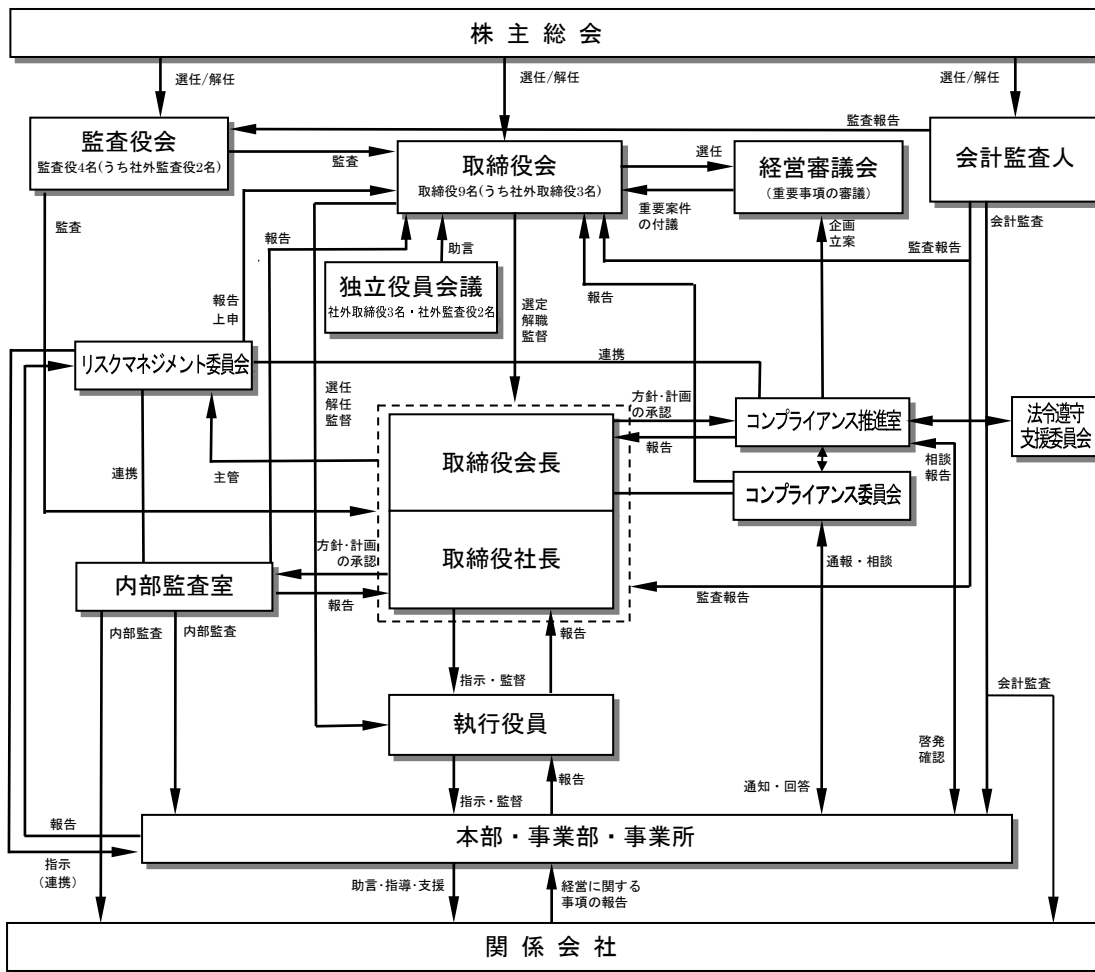 株主総会
選任/解任
選任/解任
選任/解任
監査役会
監査役4名(うち社外監査役2名)
監査
取締役会
取締役9名(うち社外取締役3名)
選任
重要案件
の付議
経営審議会
(重要事項の審議)
監査報告
会計監査人
監査
報告
助言
独立役員会議
社外取締役3名・社外監査役2名
企画
立案
監査報告
会計監査
報告
上申
選定
解職
監督
報告
リスクマネジメント委員会
連携
選任
解任
監督
方針・計画
の承認
報告
コンプライアンス推進室
法令遵守
支援委員会
相談
報告
コンプライアンス委員会
取締役会長
取締役社長
主管
連携
方針・計画
の承認
報告
内部監査室
内部監査
内部監査
通報・相談
監査報告
指示・監督
報告
執行役員
会計監査
啓発
確認
指示・監督
報告
通知・回答
報告
本部・事業部・事業所
指示
(連携)
助言・指導・支援
経営に関する
事項の報告
関係会社